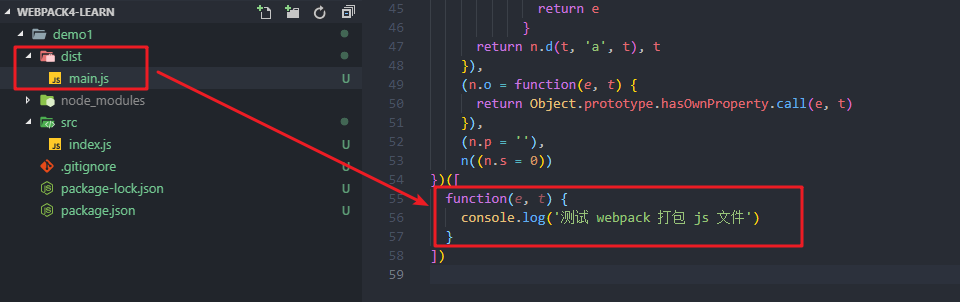 WEBPACK4-LEARN
demo1
dist
JS main.js U
node_modules
src
JS index.js U
.gitignore U
package-lock.json U
package.json U
45 return e
46 }
47 return n.d(t, 'a', t), t
48 }),
49 (n.o = function(e, t) {
50 return Object.prototype.hasOwnProperty.call(e, t)
51 }),
52 (n.p = ''),
53 n((n.s = 0))
54 })([
55 function(e, t) {
56 console.log('测试 webpack 打包 js 文件')
57 }
58 ])
59